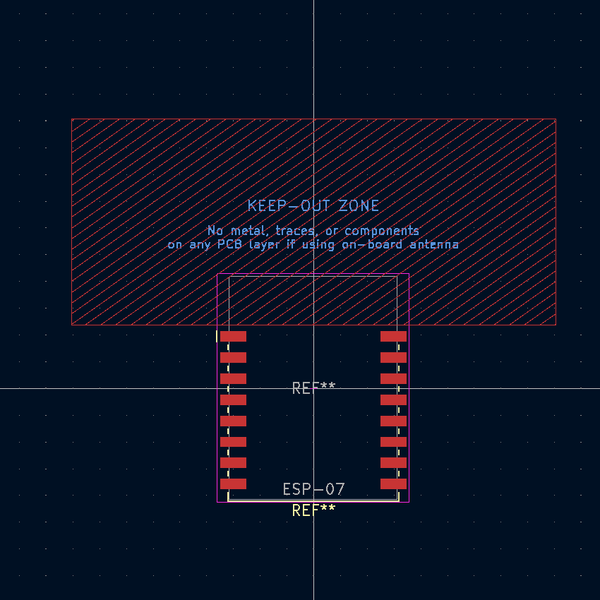 KEEP-OUT ZONE
No metal, traces, or components
on any PCB layer if using on-board antenna
REF**
ESP-07
REF**